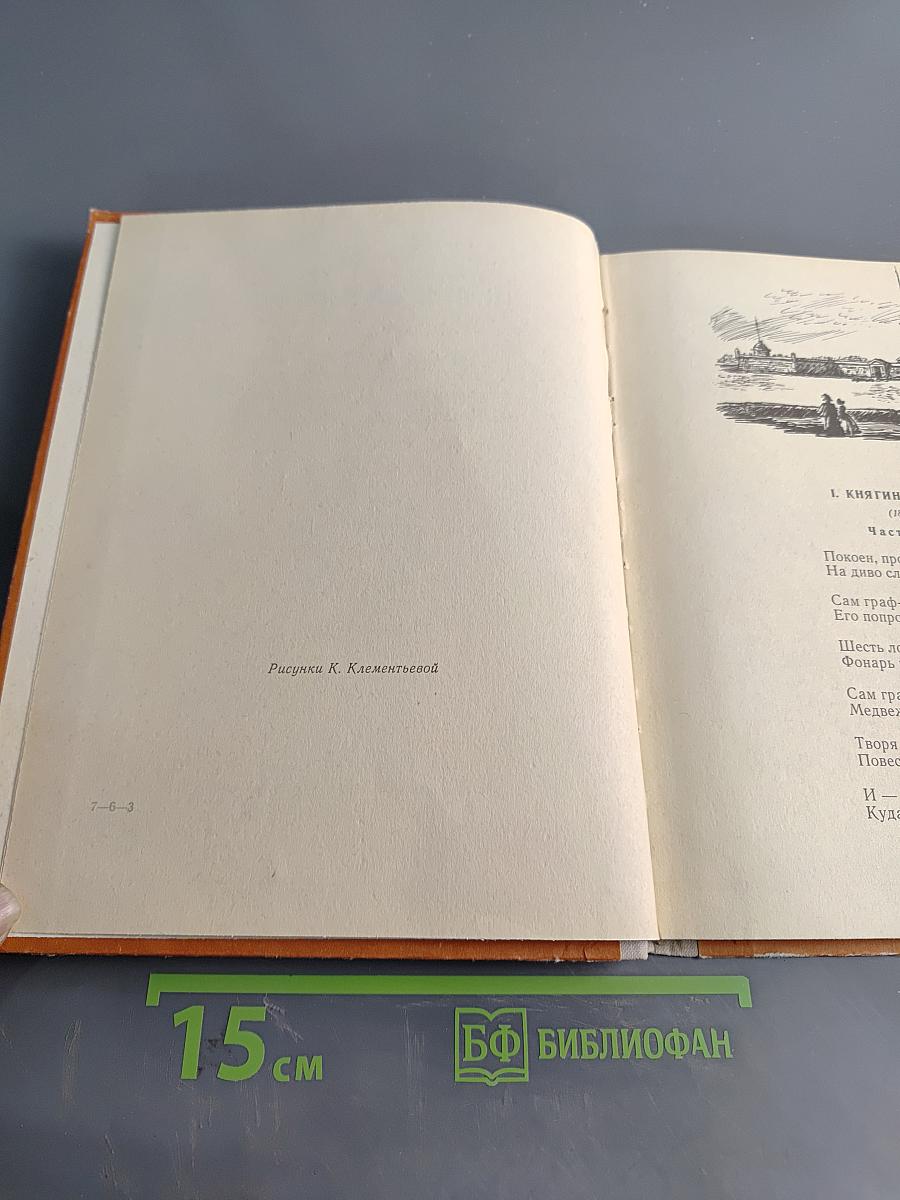 Рисунки К. Клементьевой
7—6—3
I. КНЯГИН
(18
Част
Покоен, про
На диво сл
Сам граф-
Его попро
Шесть ло
Фонарь
Сам гра
Медвеж
Творя
Повес
И —
Куда
15 см
БФ БИБЛИОФАН